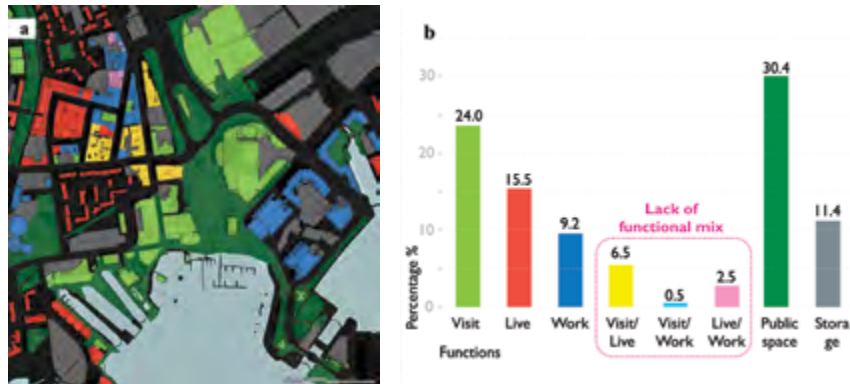 a
b
Percentage %
30
20
10
0
24.0
15.5
9.2
6.5
0.5
2.5
30.4
11.4
Lack of
functional mix
Visit
Live
Work
Visit/
Live
Visit/
Work
Live/
Work
Public
space
Stora
ge
Functions